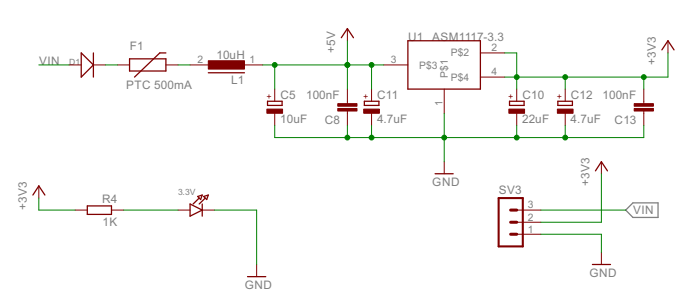 VIN
D1
F1
PTC 500mA
2
10uH
1
L1
+5V
U1 ASM1117-3.3
3
P$3
P$1
P$2
P$4
2
4
1
+3V3
+
C5
10uF
100nF
C8
+
C11
4.7uF
+
C10
22uF
+
C12
4.7uF
100nF
C13
GND
+3V3
R4
1K
3.3V
GND
SV3
3
2
1
+3V3
VIN
GND